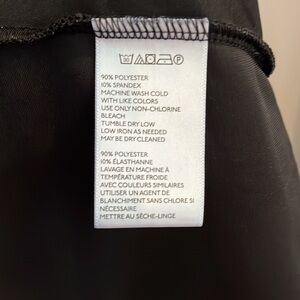 90% POLYESTER
10% SPANDEX
MACHINE WASH COLD
WITH LIKE COLORS
USE ONLY NON-CHLORINE
BLEACH
TUMBLE DRY LOW
LOW IRON AS NEEDED
MAY BE DRY CLEANED
90% POLYESTER
10% ÉLASTHANNE
LAVAGE EN MACHINE À
TEMPÉRATURE FROIDE
AVEC COULEURS SIMILAIRES
UTILISER UN AGENT DE
BLANCHIMENT SANS CHLORE SI
NÉCESSAIRE
METTRE AU SÈCHE-LINGE